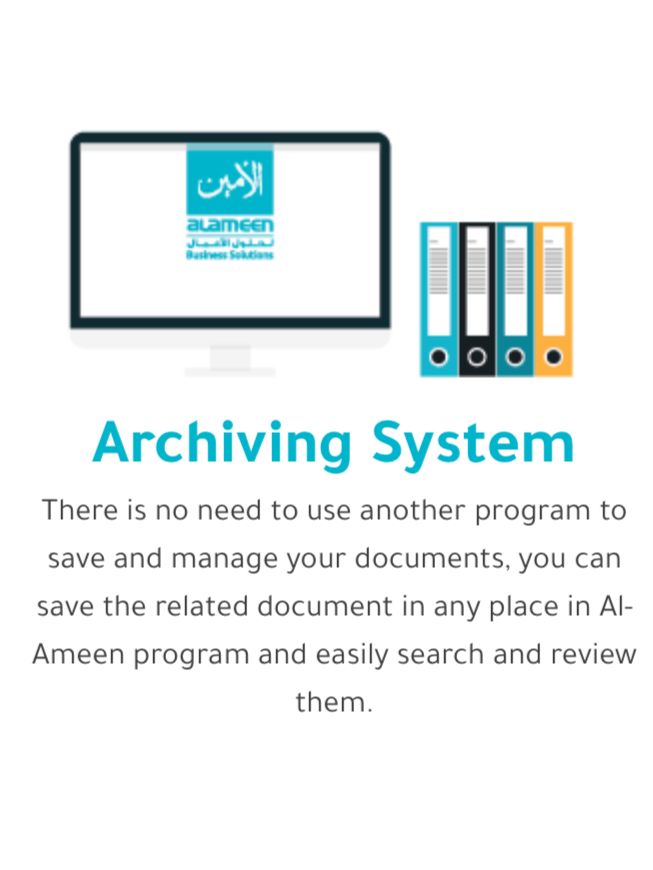 الأمين
alameen
لحلول الأعمال
Business Solutions
Archiving System
There is no need to use another program to
save and manage your documents, you can
save the related document in any place in Al-
Ameen program and easily search and review
them.